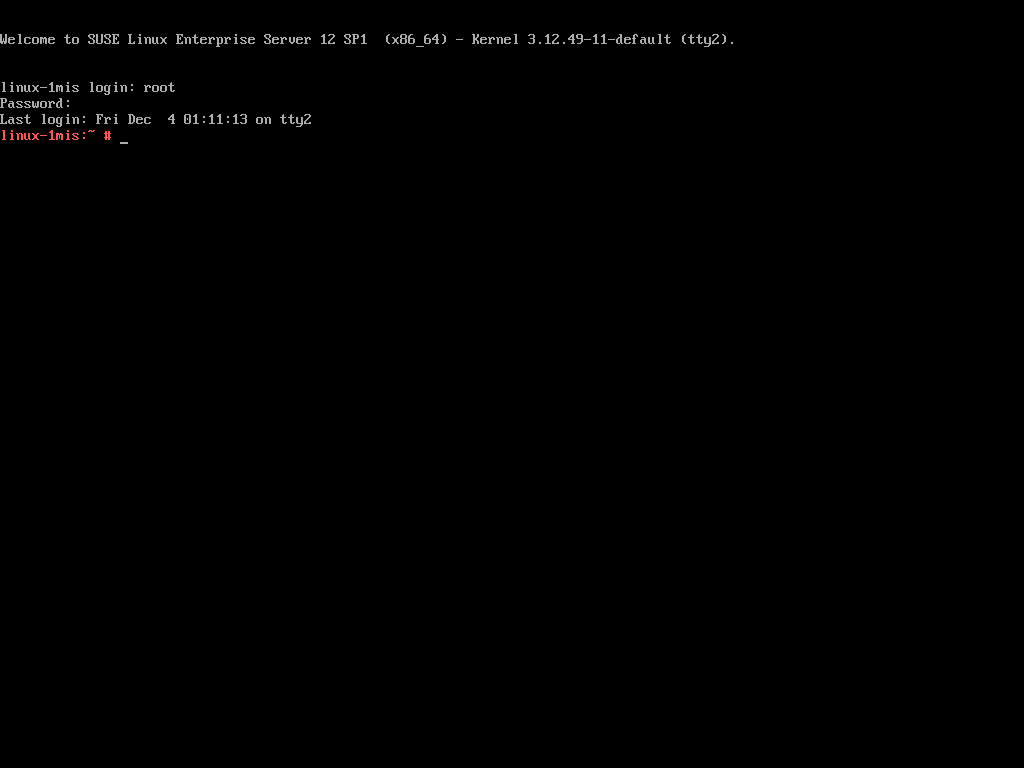 Welcome to SUSE Linux Enterprise Server 12 SP1  (x86_64) - Kernel 3.12.49-11-default (tty2).
linux-1mis login: root
Password:
Last login: Fri Dec  4 01:11:13 on tty2
linux-1mis:~ # _